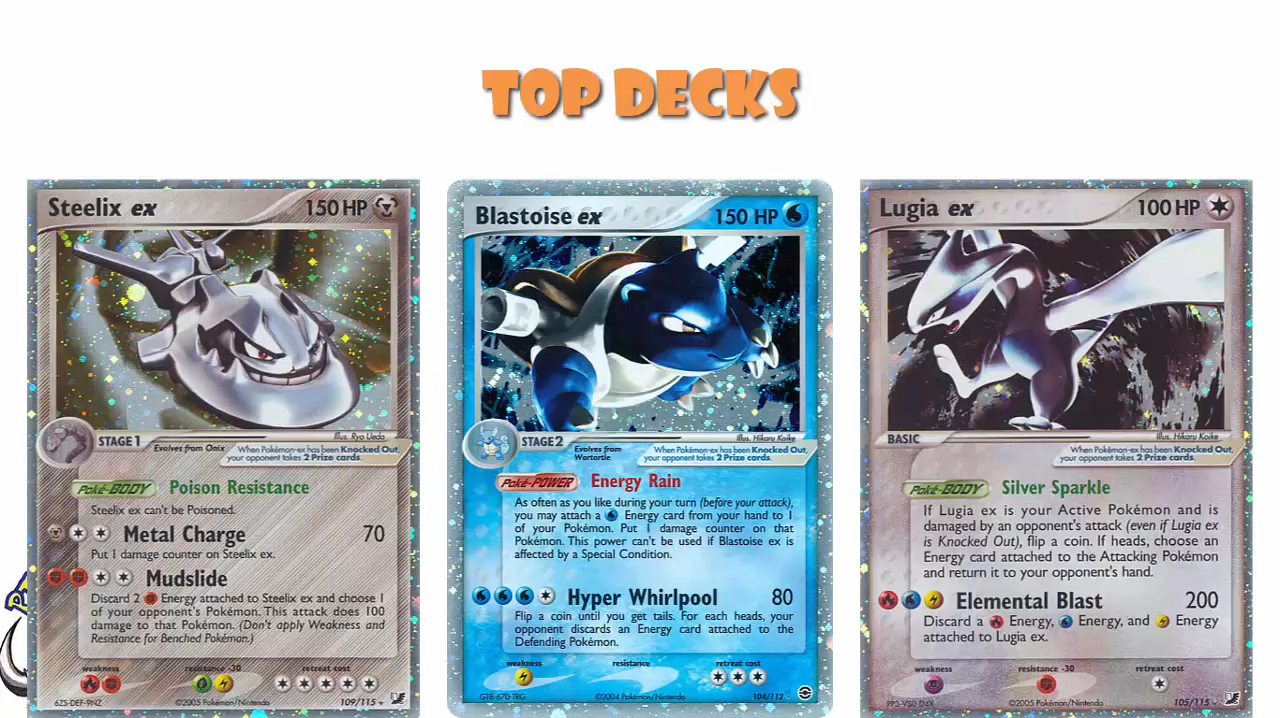 TOP DECKS
Steelix ex 150 HP
STAGE 1 Evolves from Onix
Illus. Ryo Ueda
When Pokémon-ex has been Knocked Out,
your opponent takes 2 Prize cards.
Poké-BODY Poison Resistance
Steelix ex can't be Poisoned.
Metal Charge 70
Put 1 damage counter on Steelix ex.
Mudslide
Discard 2 Energy attached to Steelix ex and choose 1
of your opponent's Pokémon. This attack does 100
damage to that Pokémon. (Don't apply Weakness and
Resistance for Benched Pokémon.)
weakness resistance -30 retreat cost
6ZS-DEF-9NZ ©2005 Pokémon/Nintendo 109/115
Blastoise ex 150 HP
Illus. Hikaru Koike
STAGE2 Evolves from
Wartortle
When Pokémon-ex has been Knocked Out,
your opponent takes 2 Prize cards.
Poké-POWER Energy Rain
As often as you like during your turn (before your attack),
you may attach a Energy card from your hand to 1
of your Pokémon. Put 1 damage counter on that
Pokémon. This power can't be used if Blastoise ex is
affected by a Special Condition.
Hyper Whirlpool 80
Flip a coin until you get tails. For each heads, your
opponent discards an Energy card attached to the
Defending Pokémon.
weakness resistance retreat cost
GT8-670-TRG ©2004 Pokémon/Nintendo 104/112
Lugia ex 100 HP
BASIC Illus. Hikaru Koike
When Pokémon-ex has been Knocked Out,
your opponent takes 2 Prize cards.
Poké-BODY Silver Sparkle
If Lugia ex is your Active Pokémon and is
damaged by an opponent's attack (even if Lugia ex
is Knocked Out), flip a coin. If heads, choose an
Energy card attached to the Attacking Pokémon
and return it to your opponent's hand.
Elemental Blast 200
Discard a Energy, Energy, and Energy
attached to Lugia ex.
weakness resistance -30 retreat cost
PP3-VS0-D4X ©2005 Pokémon/Nintendo 105/115